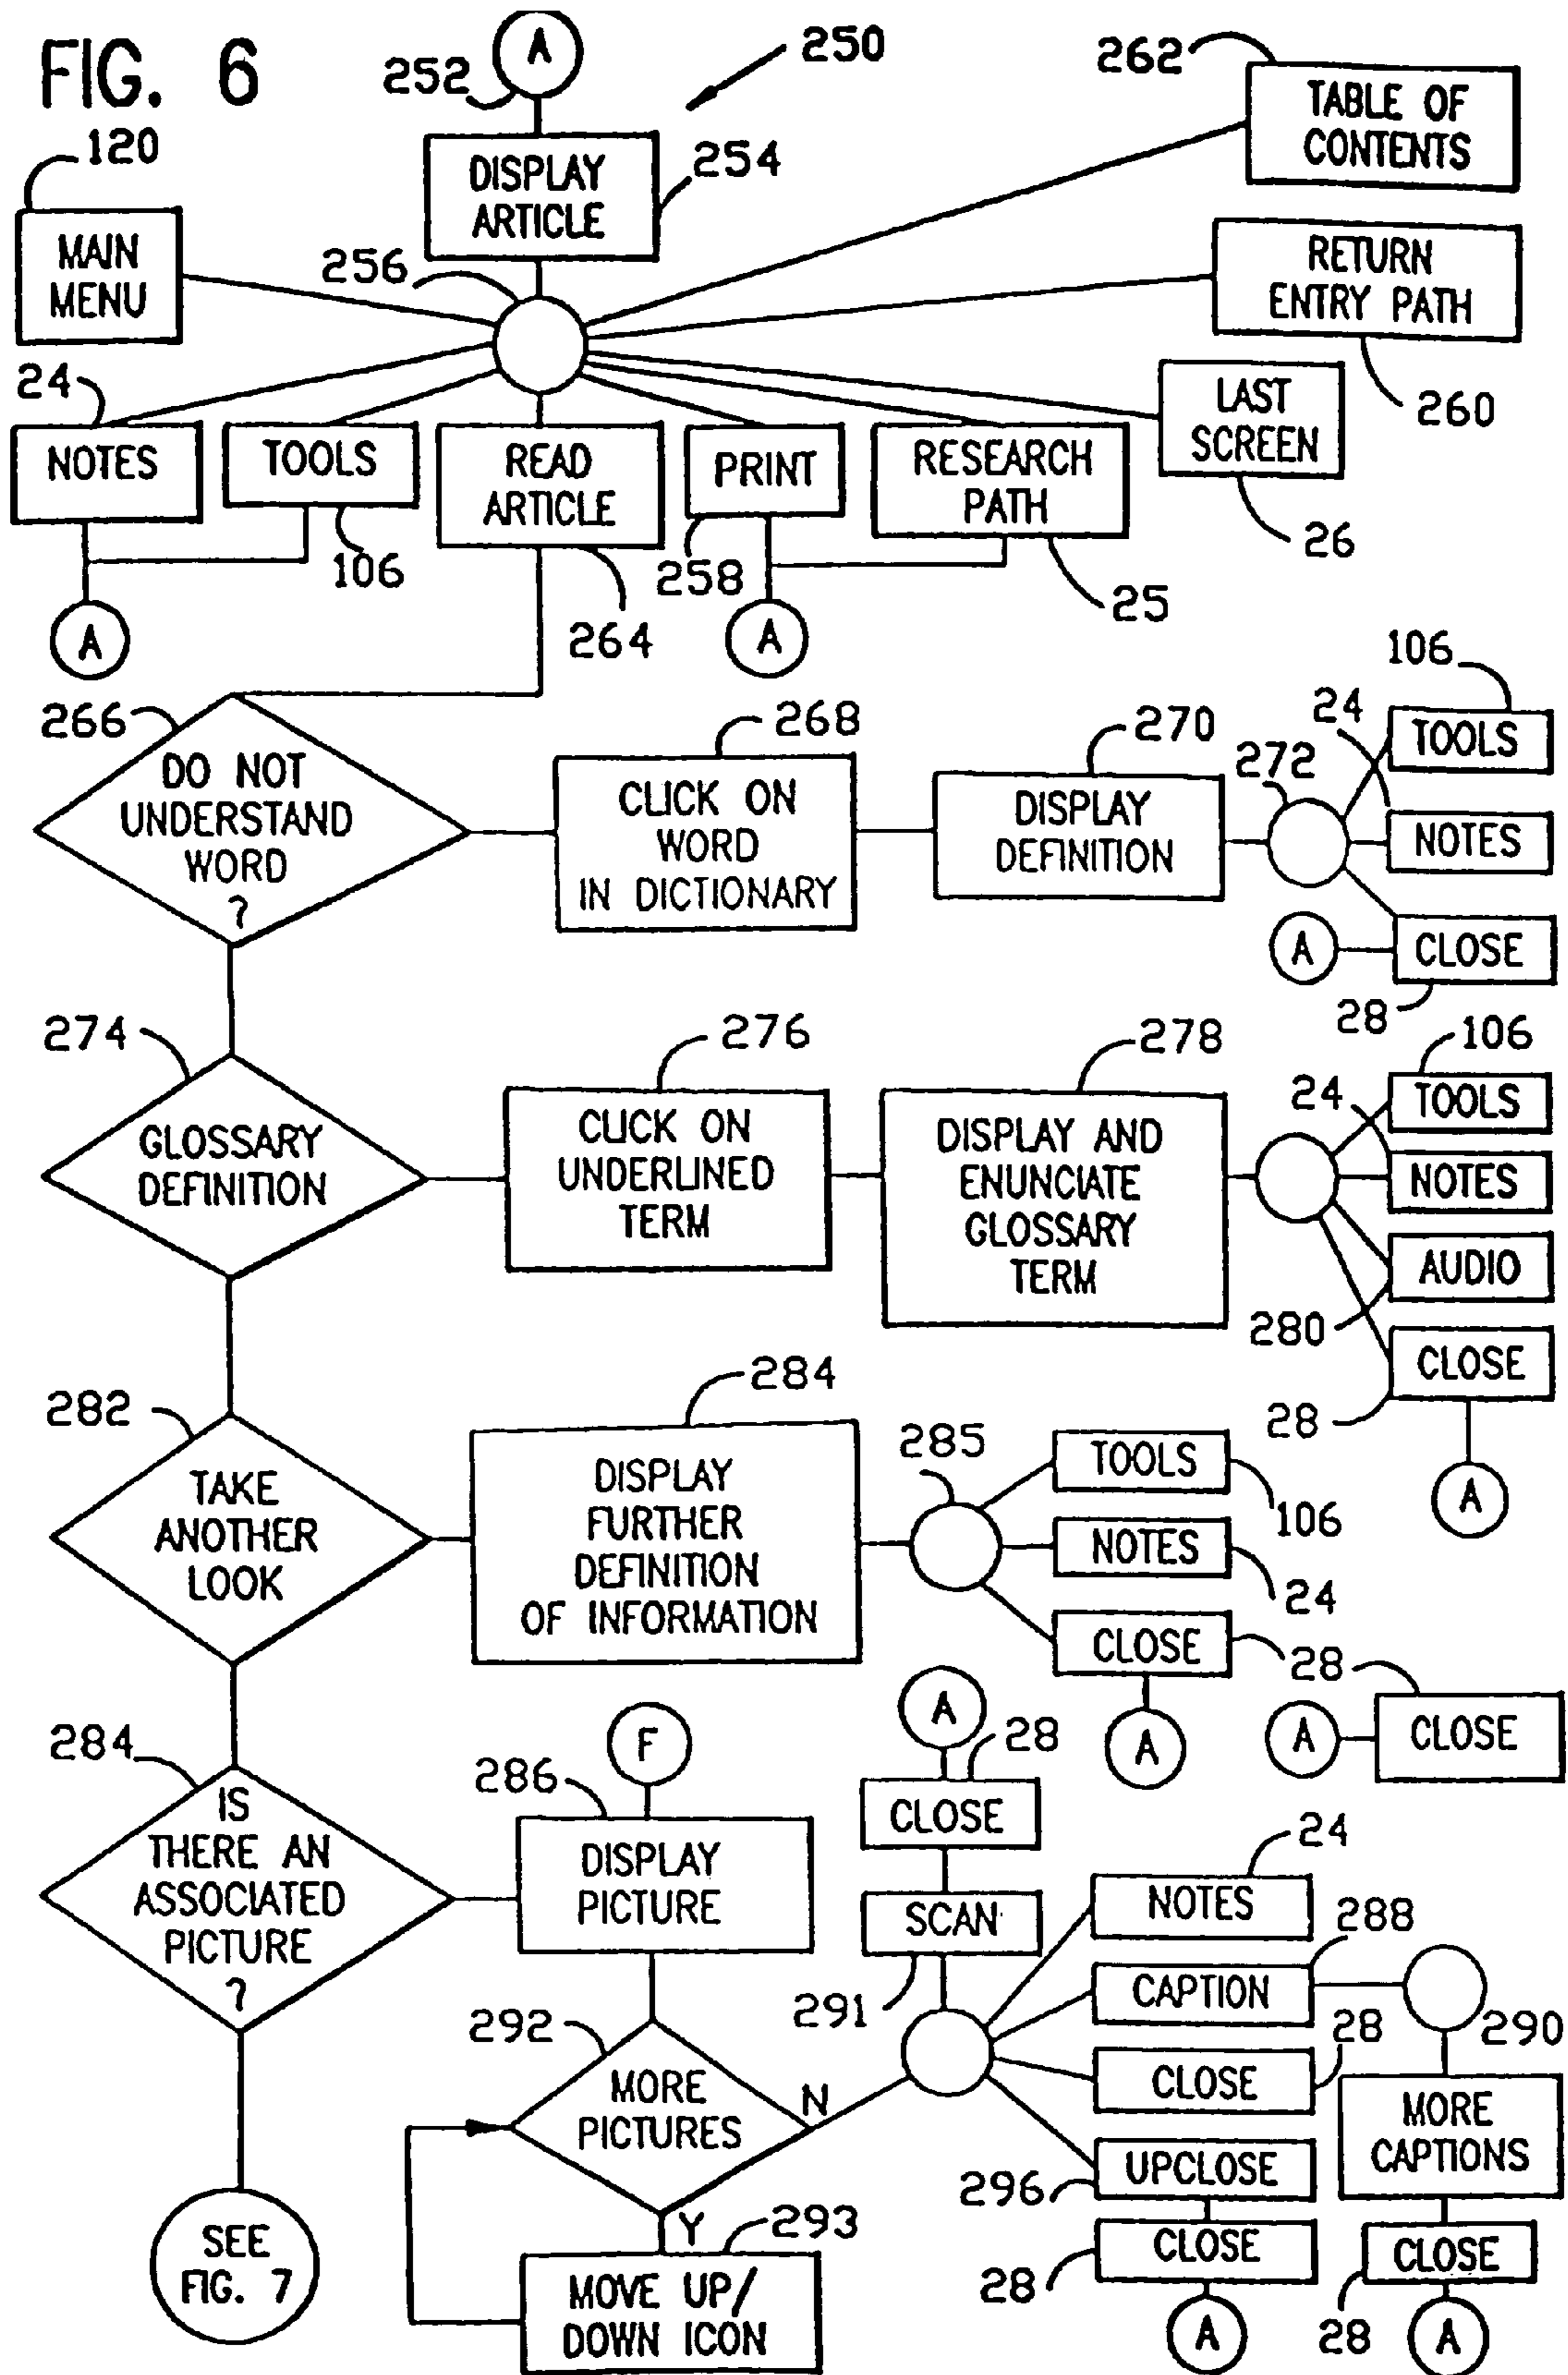 FIG. 6
A
252
250
262
TABLE OF
CONTENTS
120
DISPLAY
ARTICLE
254
MAIN
MENU
256
RETURN
ENTRY PATH
260
24
NOTES
TOOLS
106
READ
ARTICLE
264
PRINT
258
RESEARCH
PATH
25
LAST
SCREEN
26
A
A
266
DO NOT
UNDERSTAND
WORD
?
268
CLICK ON
WORD
IN DICTIONARY
270
DISPLAY
DEFINITION
272
106
TOOLS
24
NOTES
A
CLOSE
28
274
GLOSSARY
DEFINITION
276
CLICK ON
UNDERLINED
TERM
278
DISPLAY AND
ENUNCIATE
GLOSSARY
TERM
106
TOOLS
24
NOTES
AUDIO
280
CLOSE
28
A
282
TAKE
ANOTHER
LOOK
284
DISPLAY
FURTHER
DEFINITION
OF INFORMATION
285
TOOLS
106
NOTES
24
CLOSE
28
A
A
CLOSE
284
IS
THERE AN
ASSOCIATED
PICTURE
?
F
286
DISPLAY
PICTURE
A
28
CLOSE
SCAN
291
24
NOTES
288
CAPTION
290
28
CLOSE
MORE
CAPTIONS
292
MORE
PICTURES
N
Y
296
UPCLOSE
28
CLOSE
A
CLOSE
28
A
293
MOVE UP/
DOWN ICON
SEE
FIG. 7